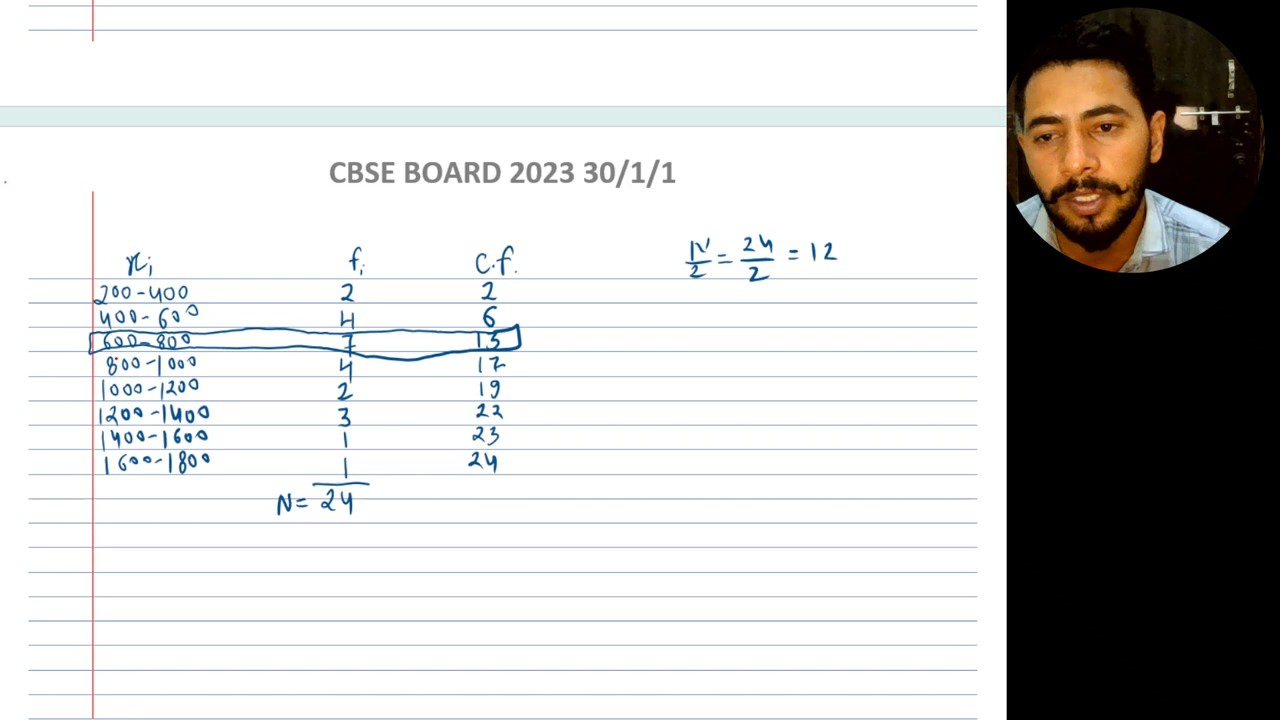 CBSE BOARD 2023 30/1/1
xi fi c.f. N/2 = 24/2 = 12
200-400 2 2
400-600 4 6
600-800 7 13
800-1000 4 17
1000-1200 2 19
1200-1400 3 22
1400-1600 1 23
1600-1800 1 24
N= 24